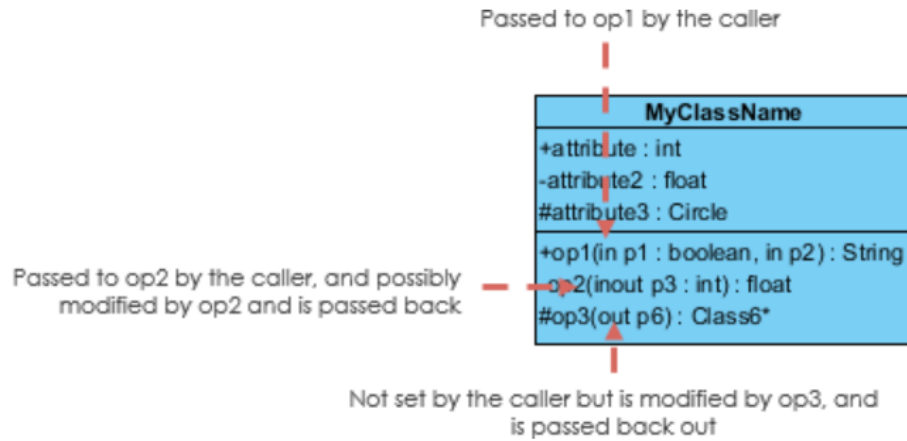 Passed to op1 by the caller
MyClassName
+attribute : int
-attribute2 : float
#attribute3 : Circle
+op1(in p1 : boolean, in p2) : String
Passed to op2 by the caller, and possibly
modified by op2 and is passed back
op2(inout p3 : int) : float
#op3(out p6) : Class6*
Not set by the caller but is modified by op3, and
is passed back out